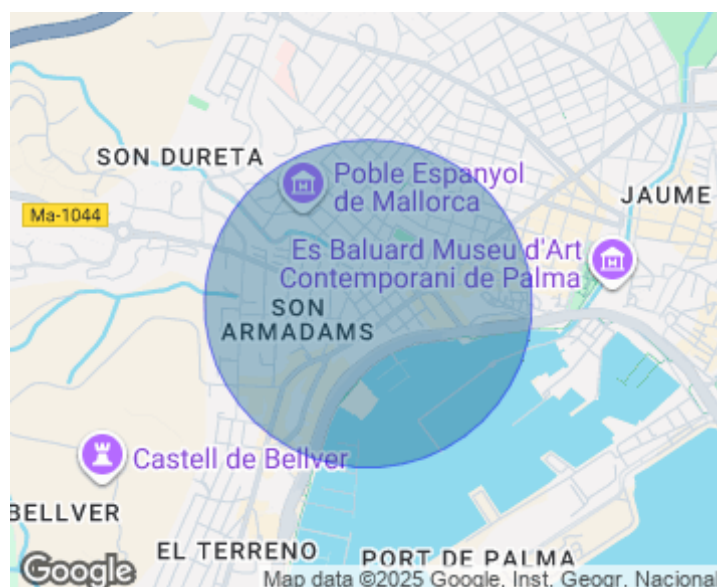 SON DURETA
Poble Espanyol
de Mallorca
JAUME
Ma-1044
Es Baluard Museu d'Art
Contemporani de Palma
SON
ARMADAMS
Castell de Bellver
BELLVER
EL TERRENO
PORT DE PALMA
Google
Map data ©2025 Google, Inst. Geogr. Nacional